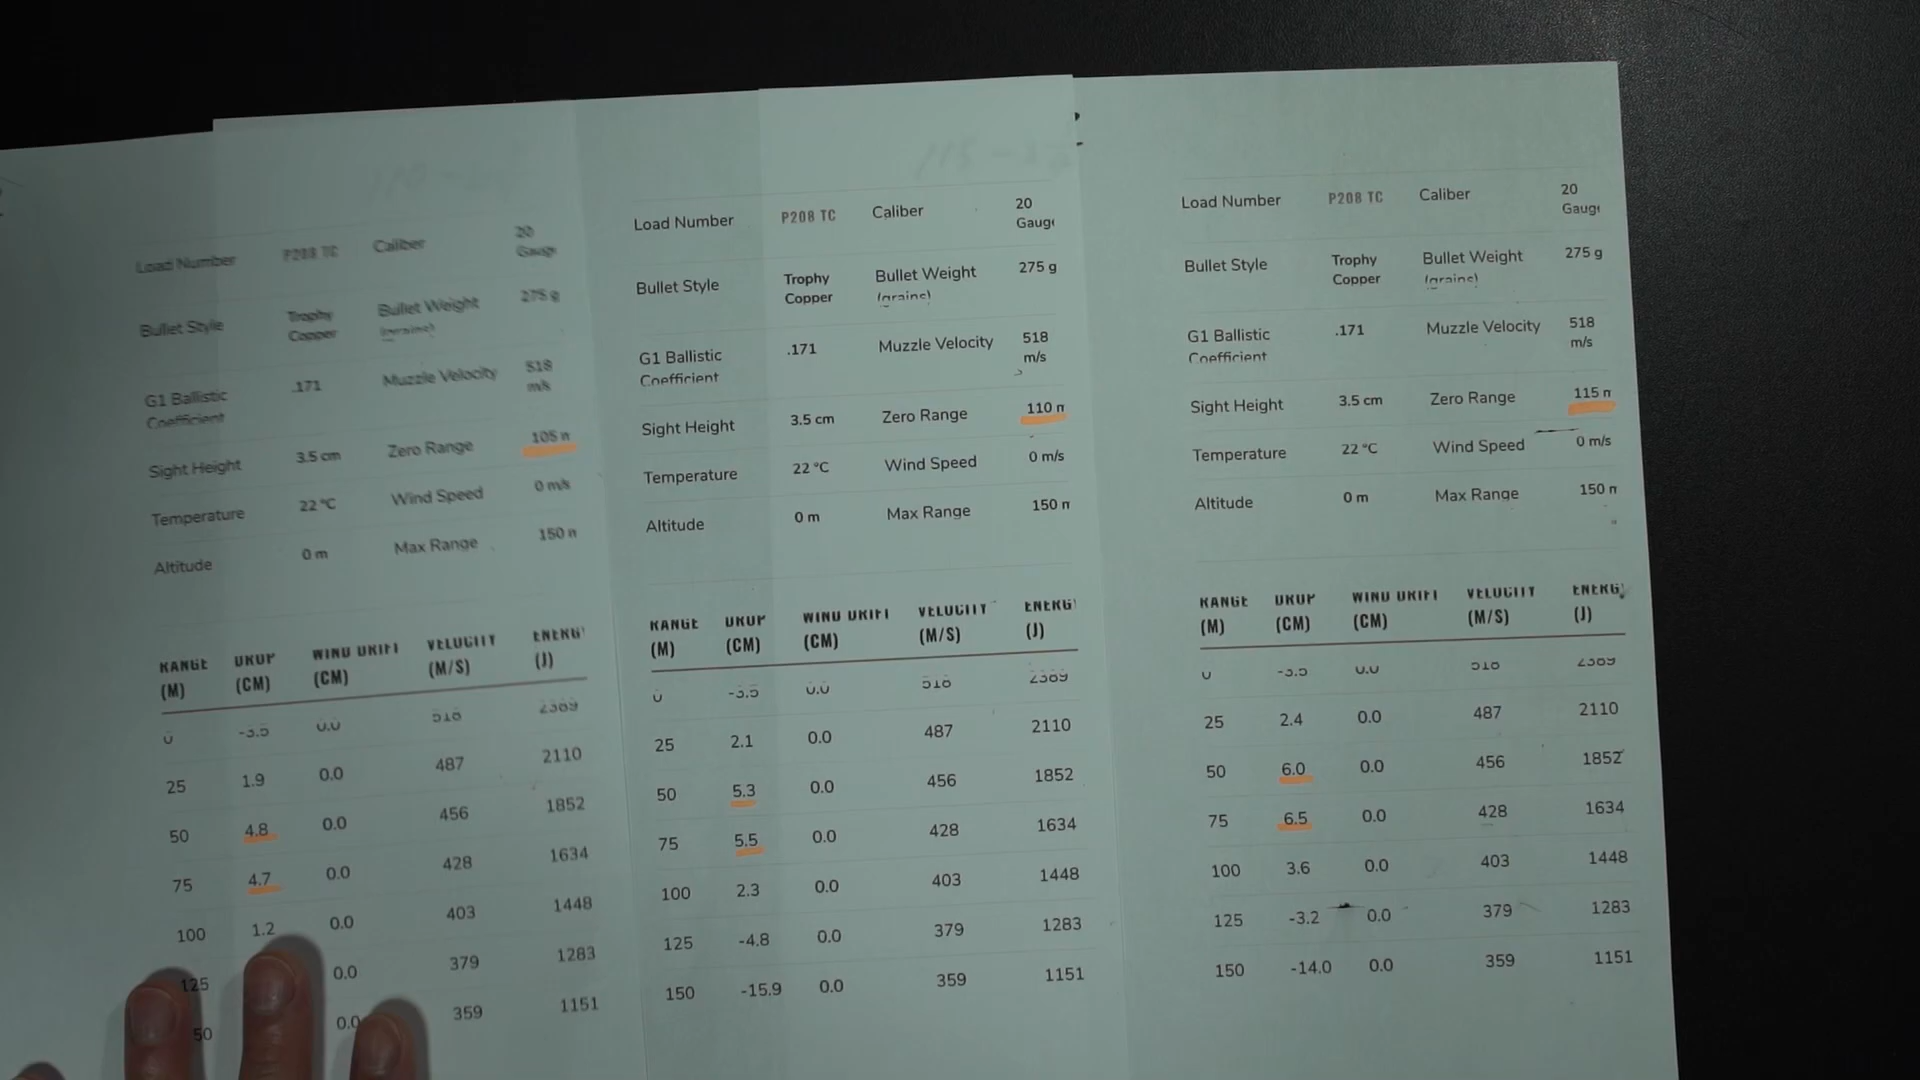 Load Number P208 TC Caliber 20 Gauge
Bullet Style Trophy Copper Bullet Weight (grains) 275 g
G1 Ballistic Coefficient .171 Muzzle Velocity 518 m/s
Sight Height 3.5 cm Zero Range 105 m
Temperature 22 °C Wind Speed 0 m/s
Altitude 0 m Max Range 150 m
RANGE (M) DROP (CM) WIND DRIFT (CM) VELOCITY (M/S) ENERGY (J)
0 -3.5 0.0 518 2389
25 1.9 0.0 487 2110
50 4.8 0.0 456 1852
75 4.7 0.0 428 1634
100 1.2 0.0 403 1448
125 0.0 379 1283
50 0.0 359 1151
Load Number P208 TC Caliber 20 Gauge
Bullet Style Trophy Copper Bullet Weight (grains) 275 g
G1 Ballistic Coefficient .171 Muzzle Velocity 518 m/s
Sight Height 3.5 cm Zero Range 110 m
Temperature 22 °C Wind Speed 0 m/s
Altitude 0 m Max Range 150 m
RANGE (M) DROP (CM) WIND DRIFT (CM) VELOCITY (M/S) ENERGY (J)
0 -3.5 0.0 518 2389
25 2.1 0.0 487 2110
50 5.3 0.0 456 1852
75 5.5 0.0 428 1634
100 2.3 0.0 403 1448
125 -4.8 0.0 379 1283
150 -15.9 0.0 359 1151
Load Number P208 TC Caliber 20 Gauge
Bullet Style Trophy Copper Bullet Weight (grains) 275 g
G1 Ballistic Coefficient .171 Muzzle Velocity 518 m/s
Sight Height 3.5 cm Zero Range 115 m
Temperature 22 °C Wind Speed 0 m/s
Altitude 0 m Max Range 150 m
RANGE (M) DROP (CM) WIND DRIFT (CM) VELOCITY (M/S) ENERGY (J)
0 -3.5 0.0 518 2389
25 2.4 0.0 487 2110
50 6.0 0.0 456 1852
75 6.5 0.0 428 1634
100 3.6 0.0 403 1448
125 -3.2 0.0 379 1283
150 -14.0 0.0 359 1151